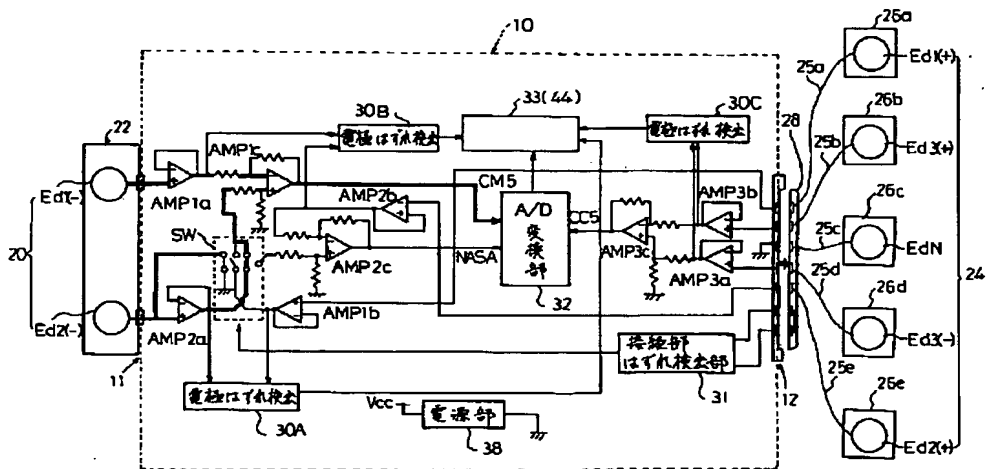 10
26a
Ed1(+)
25a
30B
33(44)
30C
26b
22
電極はずれ検出
電極はずれ検出
28
Ed3(+)
25b
AMP1c
Ed1(-)
AMP1a
CM5
AMP2b
AMP3b
26c
A/D
変換
部
CC5
25c
EdN
SW
20
AMP2c
NASA
AMP3c
AMP3a
24
25d
26d
32
Ed2(-)
AMP2a
AMP1b
Ed3(-)
11
接続部
はずれ検出部
25e
26e
電極はずれ検出
Vcc
電源部
31
12
30A
38
Ed2(+)